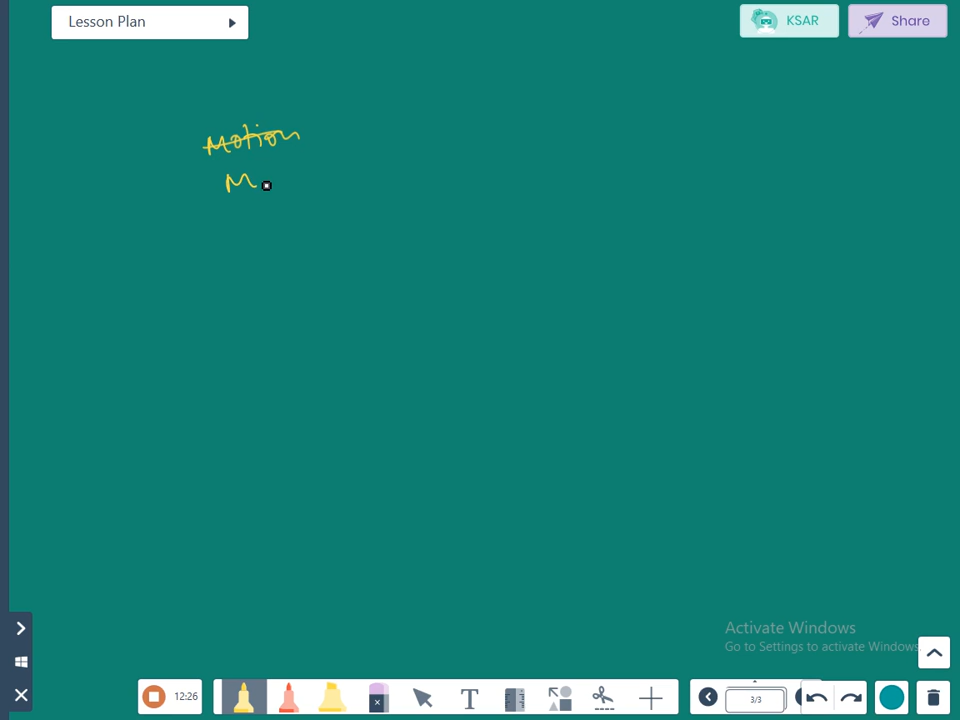 Lesson Plan
KSAR
Share
Motion
M
Activate Windows
Go to Settings to activate Windows.
12:26
T
3/3